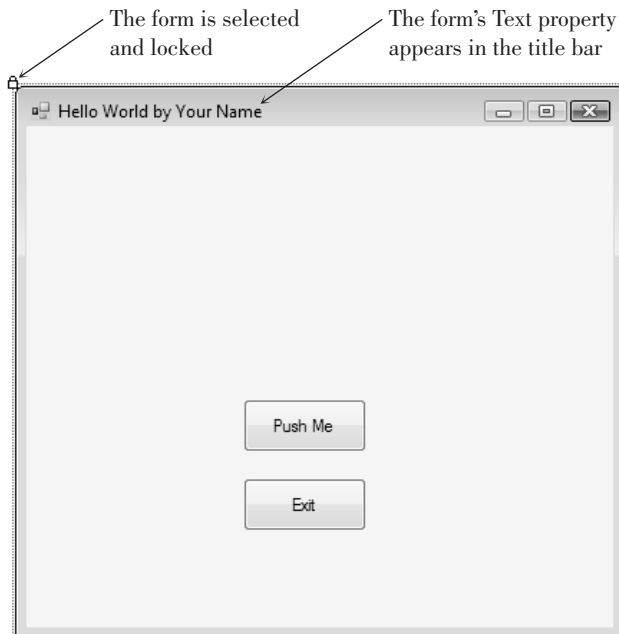 The form is selected
and locked
The form’s Text property
appears in the title bar
Hello World by Your Name
Push Me
Exit